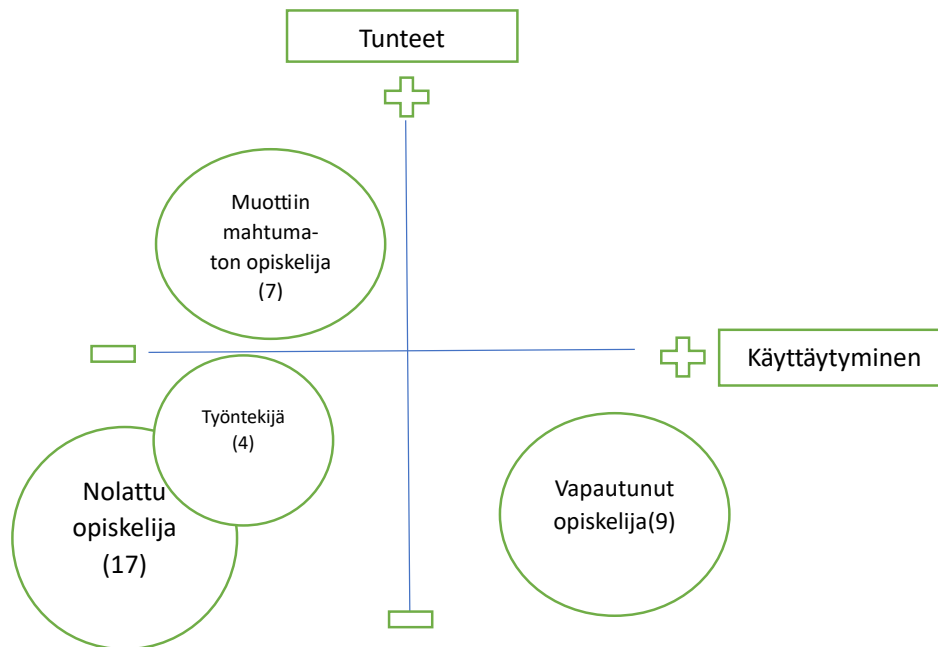 Tunteet
Muottiin
mahtuma-
ton opiskelija
(7)
Käyttäytyminen
Työntekijä
(4)
Nolattu
opiskelija
(17)
Vapautunut
opiskelija(9)